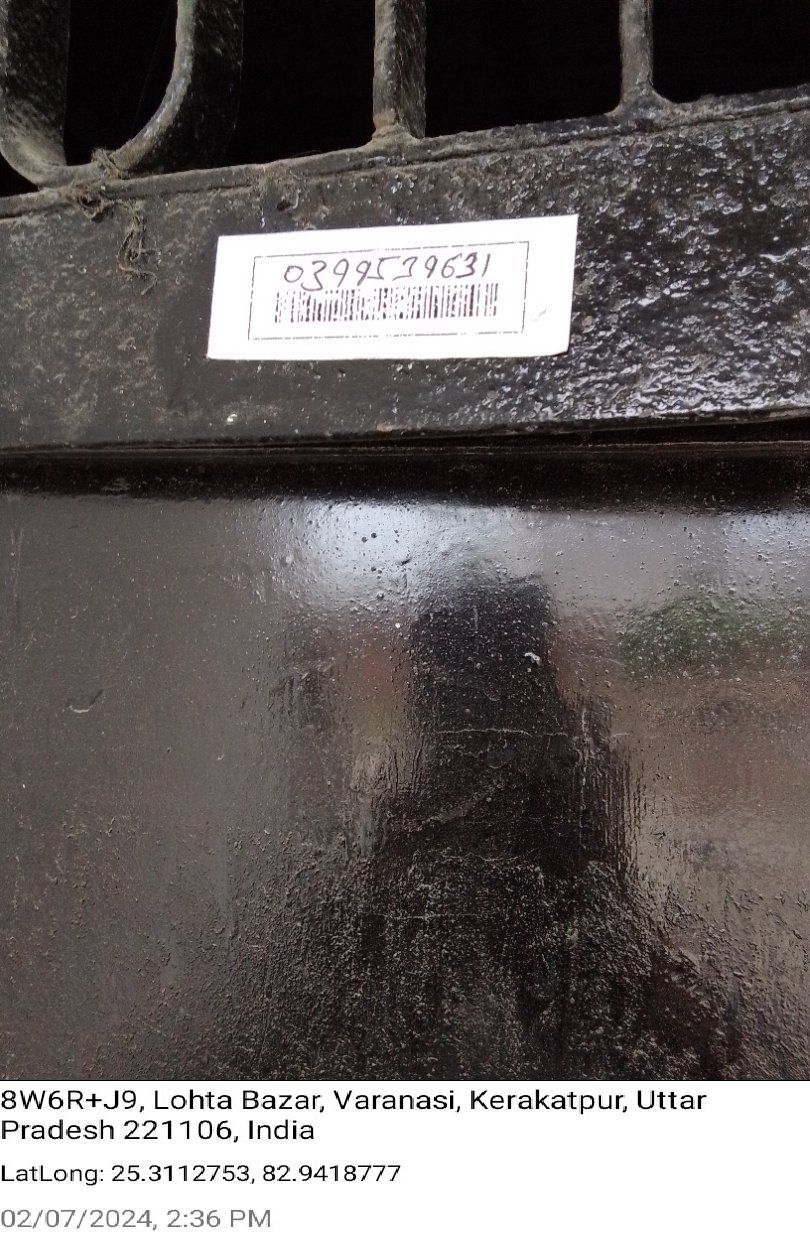 0399539631
8W6R+J9, Lohta Bazar, Varanasi, Kerakatpur, Uttar
Pradesh 221106, India
LatLong: 25.3112753, 82.9418777
02/07/2024, 2:36 PM